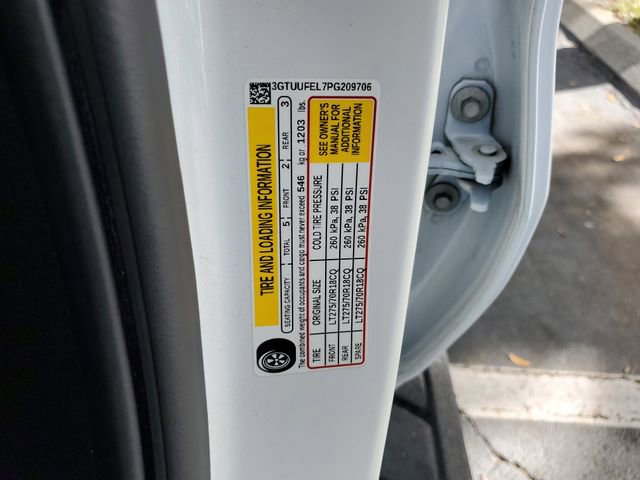 3GTUUFEL7PG209706
TIRE AND LOADING INFORMATION
SEATING CAPACITY TOTAL 5 FRONT 2 REAR 3
The combined weight of occupants and cargo must never exceed 546 kg or 1203 lbs.
TIRE ORIGINAL SIZE COLD TIRE PRESSURE
FRONT LT275/70R18CQ 260 kPa, 38 PSI
REAR LT275/70R18CQ 260 kPa, 38 PSI
SPARE LT275/70R18CQ 260 kPa, 38 PSI
SEE OWNER'S
MANUAL FOR
ADDITIONAL
INFORMATION